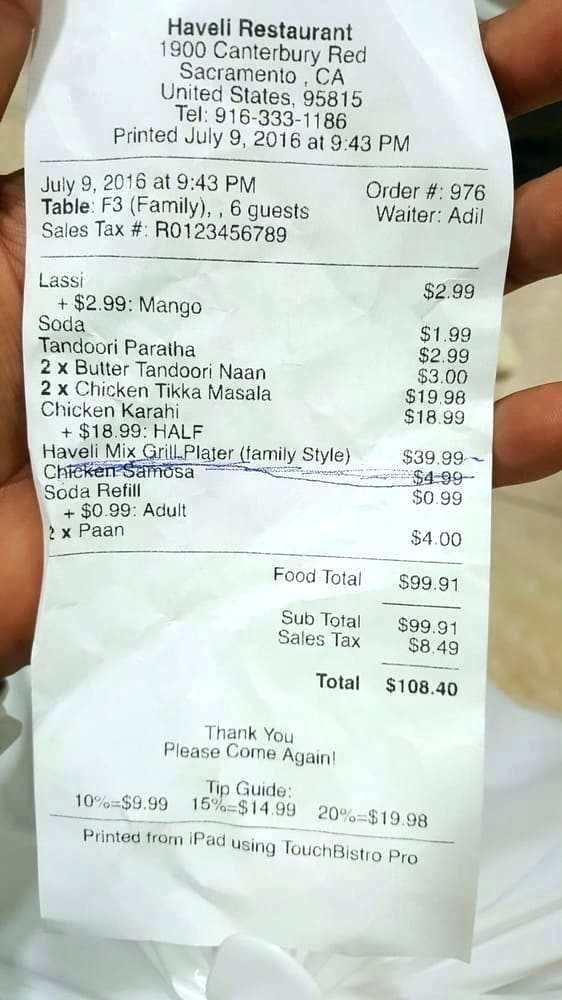 Haveli Restaurant
1900 Canterbury Red
Sacramento , CA
United States, 95815
Tel: 916-333-1186
Printed July 9, 2016 at 9:43 PM
July 9, 2016 at 9:43 PM Order #: 976
Table: F3 (Family), , 6 guests Waiter: Adil
Sales Tax #: R0123456789
Lassi $2.99
+ $2.99: Mango
Soda $1.99
Tandoori Paratha $2.99
2 x Butter Tandoori Naan $3.00
2 x Chicken Tikka Masala $19.98
Chicken Karahi $18.99
+ $18.99: HALF
Haveli Mix Grill Plater (family Style) $39.99
Chicken Samosa $4.99
Soda Refill $0.99
+ $0.99: Adult
2 x Paan $4.00
Food Total $99.91
Sub Total $99.91
Sales Tax $8.49
Total $108.40
Thank You
Please Come Again!
Tip Guide:
10%=$9.99 15%=$14.99 20%=$19.98
Printed from iPad using TouchBistro Pro